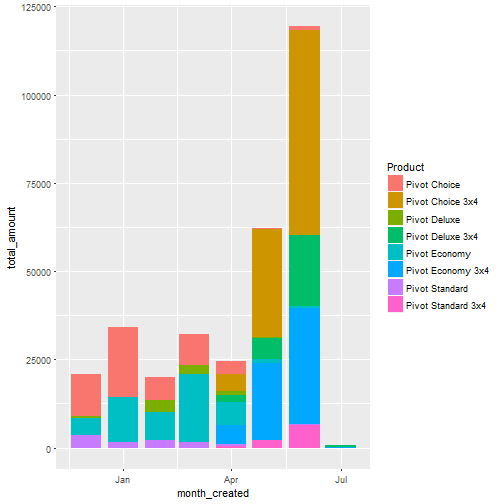 125000
100000
75000
50000
25000
0
total_amount
Jan
Apr
Jul
month_created
Product
Pivot Choice
Pivot Choice 3x4
Pivot Deluxe
Pivot Deluxe 3x4
Pivot Economy
Pivot Economy 3x4
Pivot Standard
Pivot Standard 3x4